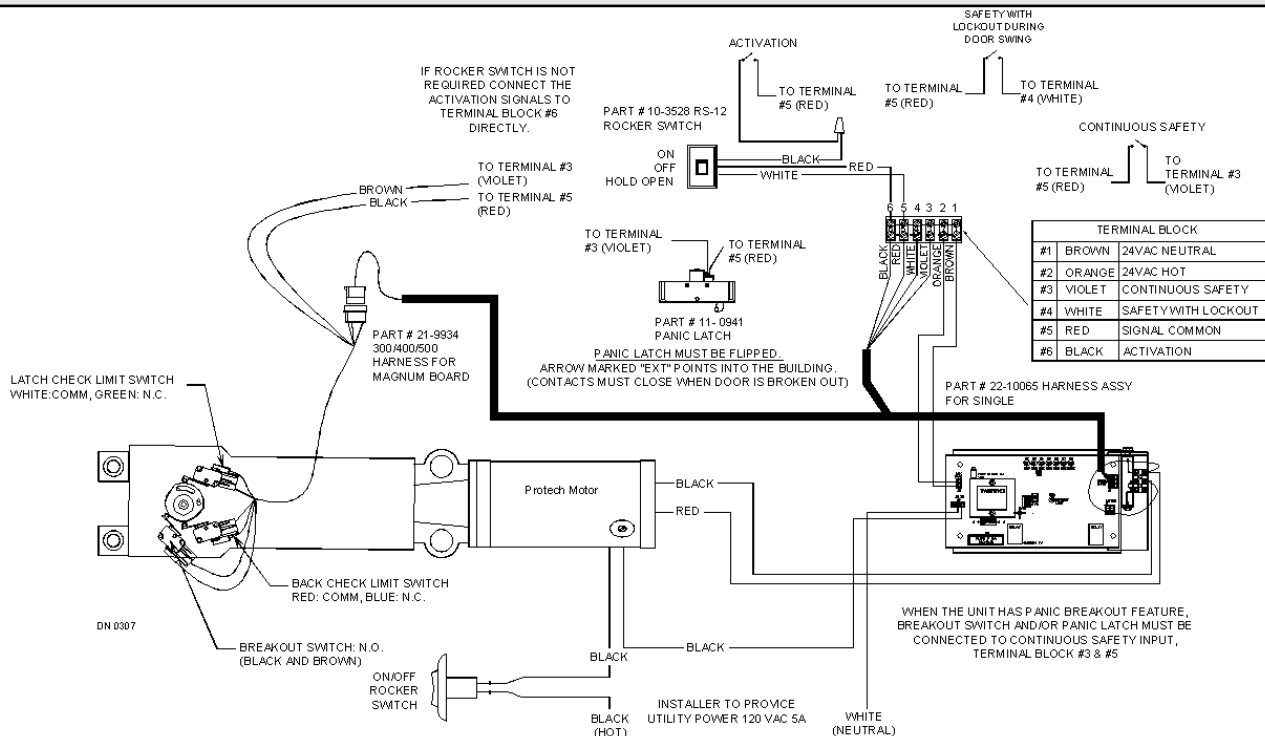 SAFETY WITH
LOCKOUT DURING
DOOR SWING
ACTIVATION
IF ROCKER SWITCH IS NOT
REQUIRED CONNECT THE
ACTIVATION SIGNALS TO
TERMINAL BLOCK #6
DIRECTLY.
TO TERMINAL
#5 (RED)
TO TERMINAL
#5 (RED)
TO TERMINAL
#4 (WHITE)
PART # 10-3528 RS-12
ROCKER SWITCH
CONTINUOUS SAFETY
ON
OFF
HOLD OPEN
BLACK
RED
WHITE
TO TERMINAL
#5 (RED)
TO
TERMINAL #3
(VIOLET)
TO TERMINAL #3
(VIOLET)
BROWN
BLACK
TO TERMINAL #5
(RED)
6 5 4 3 2 1
BLACK
RED
WHITE
VIOLET
ORANGE
BROWN
TO TERMINAL
#3 (VIOLET)
TO TERMINAL
#5 (RED)
TERMINAL BLOCK
#1 BROWN 24VAC NEUTRAL
#2 ORANGE 24VAC HOT
#3 VIOLET CONTINUOUS SAFETY
#4 WHITE SAFETY WITH LOCKOUT
#5 RED SIGNAL COMMON
#6 BLACK ACTIVATION
PART # 11- 0941
PANIC LATCH
PANIC LATCH MUST BE FLIPPED.
ARROW MARKED "EXT" POINTS INTO THE BUILDING.
(CONTACTS MUST CLOSE WHEN DOOR IS BROKEN OUT)
PART # 21-9934
300/400/500
HARNESS FOR
MAGNUM BOARD
LATCH CHECK LIMIT SWITCH
WHITE:COMM, GREEN: N.C.
PART # 22-10065 HARNESS ASSY
FOR SINGLE
Protech Motor
BLACK
RED
RELAY
RELAY
BACK CHECK LIMIT SWITCH
RED: COMM, BLUE: N.C.
DN 0307
BREAKOUT SWITCH: N.O.
(BLACK AND BROWN)
WHEN THE UNIT HAS PANIC BREAKOUT FEATURE,
BREAKOUT SWITCH AND/OR PANIC LATCH MUST BE
CONNECTED TO CONTINUOUS SAFETY INPUT,
TERMINAL BLOCK #3 & #5
BLACK
BLACK
ON/OFF
ROCKER
SWITCH
BLACK
(HOT)
INSTALLER TO PROVICE
UTILITY POWER 120 VAC 5A
WHITE
(NEUTRAL)